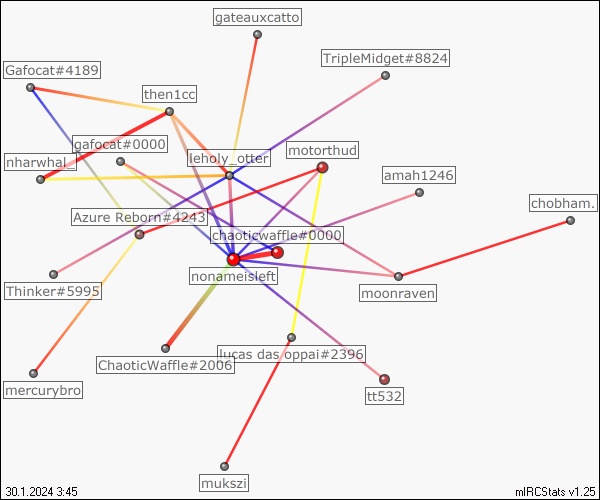 gateauxcatto
TripleMidget#8824
Gafocat#4189
then1cc
gafocat#0000
motorthud
leholy_otter
nharwhal_
amah1246
chobham.
Azure Reborn#4243
chaoticwaffle#0000
nonameisleft
Thinker#5995
moonraven
lucas das oppai#2396
ChaoticWaffle#2006
mercurybro
tt532
mukszi
30.1.2024 3:45
mIRCStats v1.25